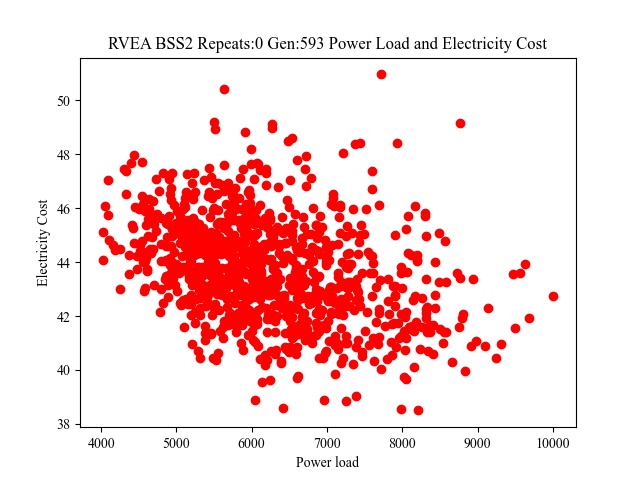 RVEA BSS2 Repeats:0 Gen:593 Power Load and Electricity Cost
50
48
46
44
42
40
38
Electricity Cost
4000 5000 6000 7000 8000 9000 10000
Power load